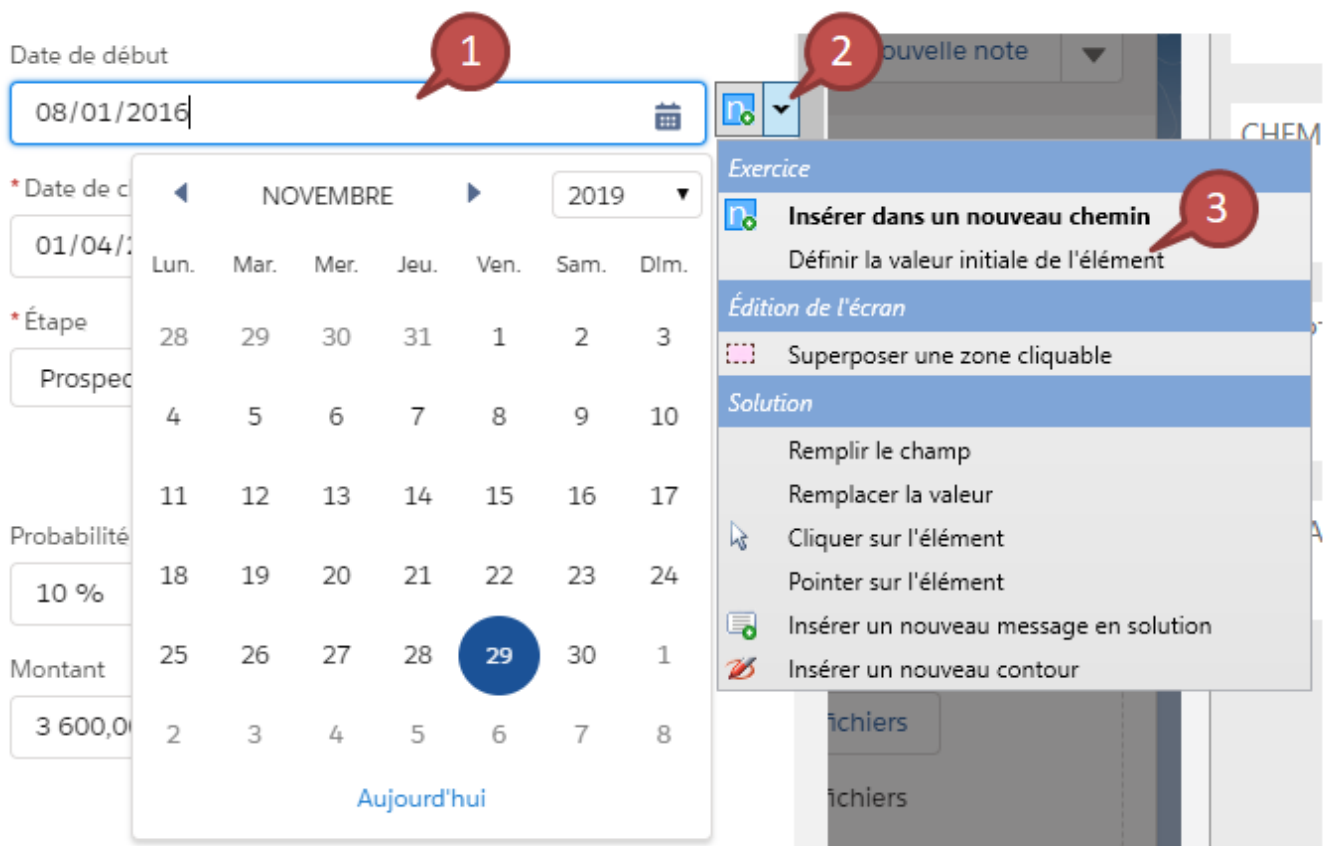 Date de début
1
08/01/2016
2
ouvelle note
CHEM
* Date de c
01/04/
* Étape
Prospec
Probabilité
10 %
Montant
3 600,0
NOVEMBRE 2019
Lun. Mar. Mer. Jeu. Ven. Sam. DIm.
28 29 30 31 1 2 3
4 5 6 7 8 9 10
11 12 13 14 15 16 17
18 19 20 21 22 23 24
25 26 27 28 29 30 1
2 3 4 5 6 7 8
Aujourd'hui
Exercice
Insérer dans un nouveau chemin
3
Définir la valeur initiale de l'élément
Édition de l'écran
Superposer une zone cliquable
Solution
Remplir le champ
Remplacer la valeur
Cliquer sur l'élément
Pointer sur l'élément
Insérer un nouveau message en solution
Insérer un nouveau contour
fichiers
fichiers